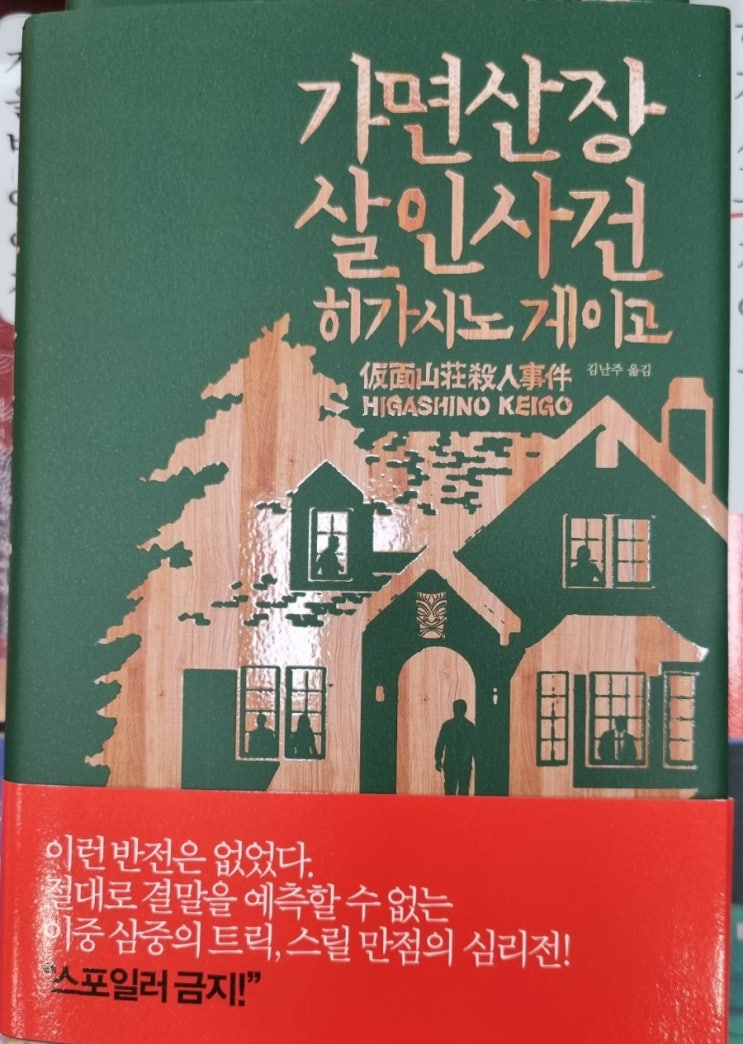 가면산장
살인사건
히가시노 게이고
仮面山荘殺人事件 김난주 옮김
HIGASHINO KEIGO
이런 반전은 없었다.
절대로 결말을 예측할 수 없는
이중 삼중의 트릭, 스릴 만점의 심리전!
“스포일러 금지!”